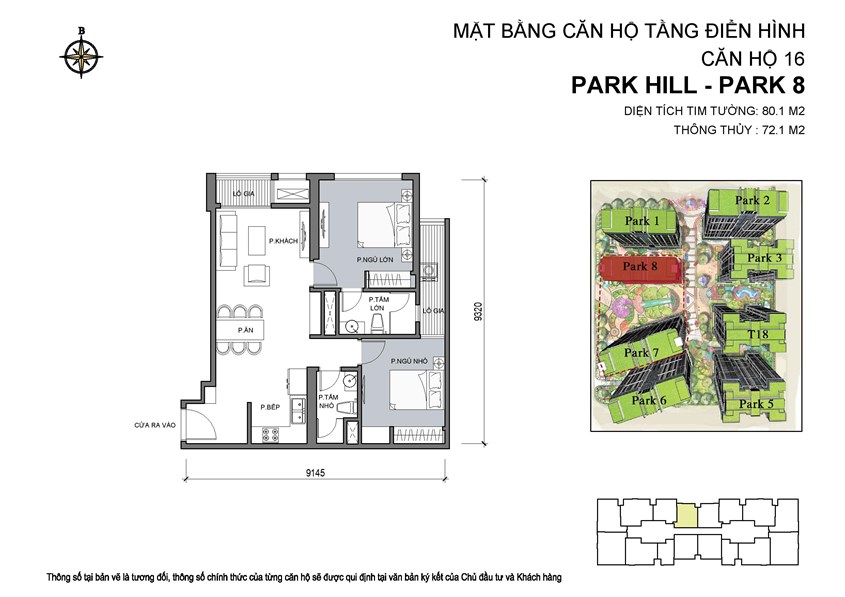 B
MẶT BẰNG CĂN HỘ TẦNG ĐIỂN HÌNH
CĂN HỘ 16
PARK HILL - PARK 8
DIỆN TÍCH TIM TƯỜNG: 80.1 M2
THÔNG THỦY : 72.1 M2
LÔ GIA
P.KHÁCH
P.NGỦ LỚN
P.TẮM
LỚN
LÔ GIA
P.ĂN
P.NGỦ NHỎ
P.TẮM
NHỎ
P.BẾP
CỬA RA VÀO
9320
9145
Park 1
Park 2
Park 8
Park 3
T18
Park 7
Park 6
Park 5
Thông số tại bản vẽ là tương đối, thông số chính thức của từng căn hộ sẽ được qui định tại văn bản ký kết của Chủ đầu tư và Khách hàng